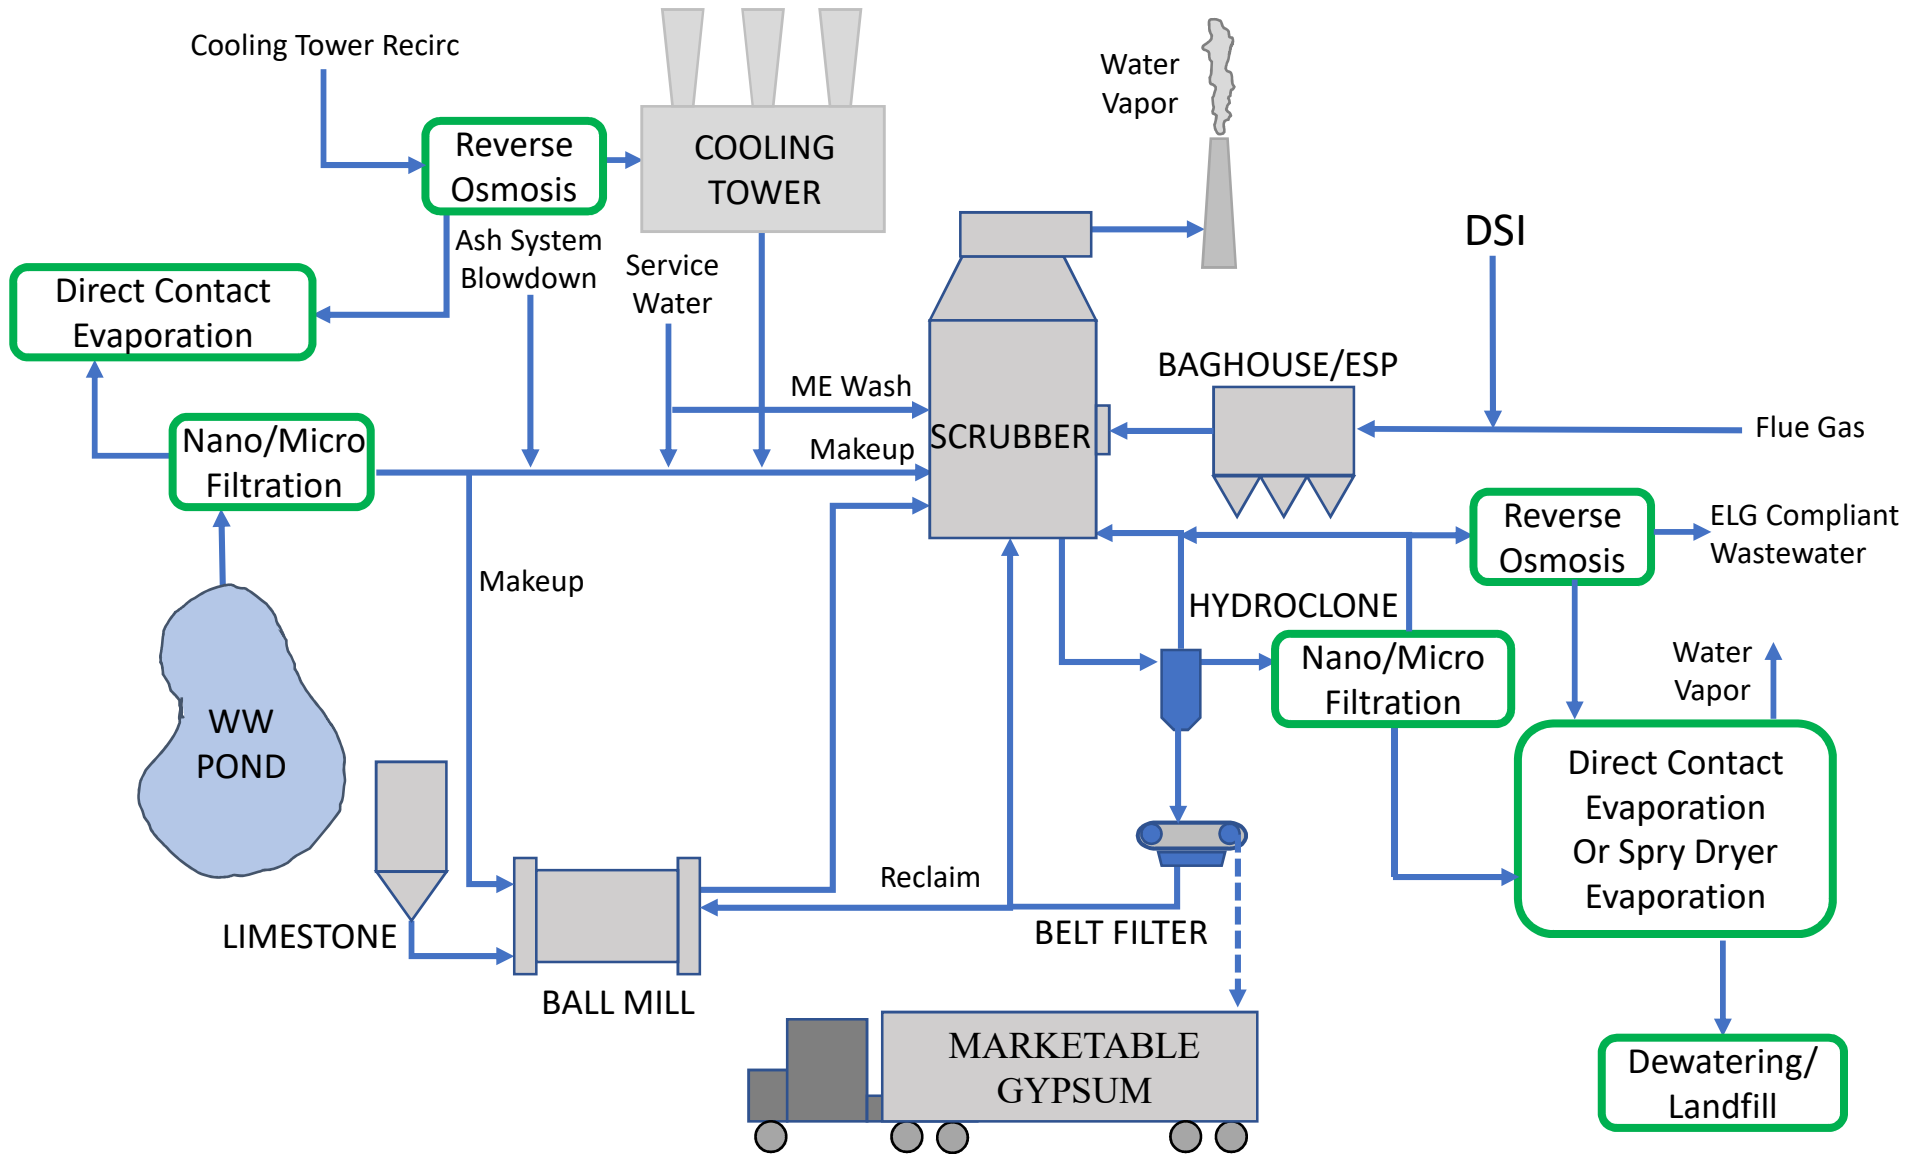 Cooling Tower Recirc
Reverse
Osmosis
COOLING
TOWER
Water
Vapor
DSI
Ash System
Blowdown
Service
Water
Direct Contact
Evaporation
ME Wash
Makeup
SCRUBBER
BAGHOUSE/ESP
Flue Gas
Nano/Micro
Filtration
Makeup
Reverse
Osmosis
ELG Compliant
Wastewater
HYDROCLONE
Nano/Micro
Filtration
Water
Vapor
WW
POND
Direct Contact
Evaporation
Or Spry Dryer
Evaporation
LIMESTONE
Reclaim
BELT FILTER
BALL MILL
MARKETABLE
GYPSUM
Dewatering/
Landfill